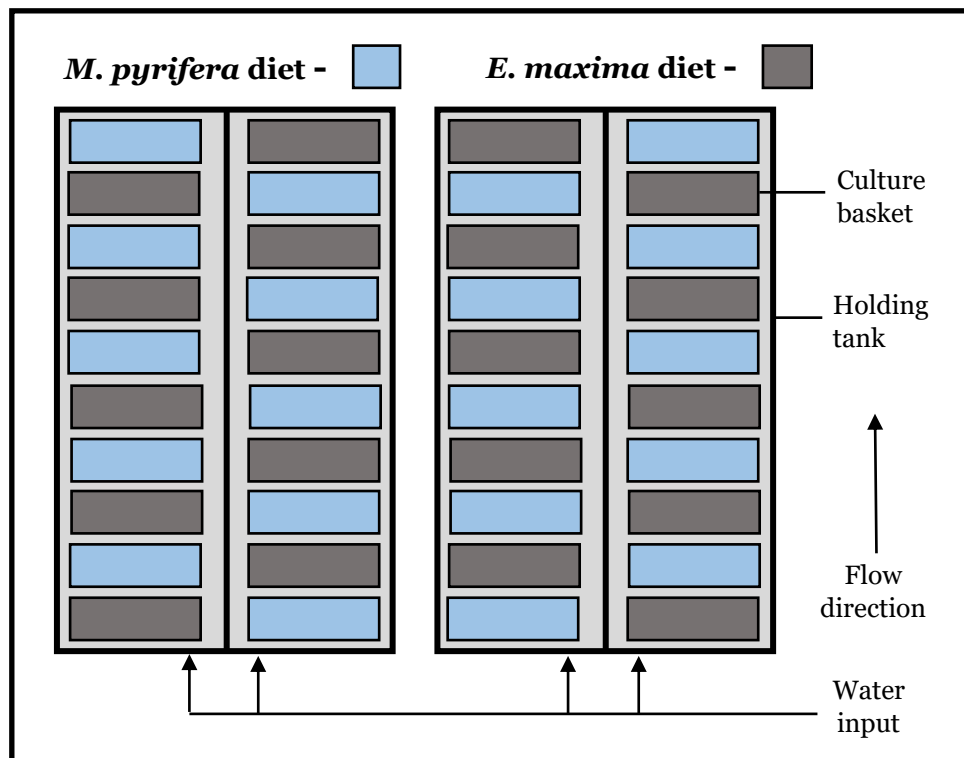 M. pyrifera diet -
E. maxima diet -
Culture
basket
Holding
tank
Flow
direction
Water
input